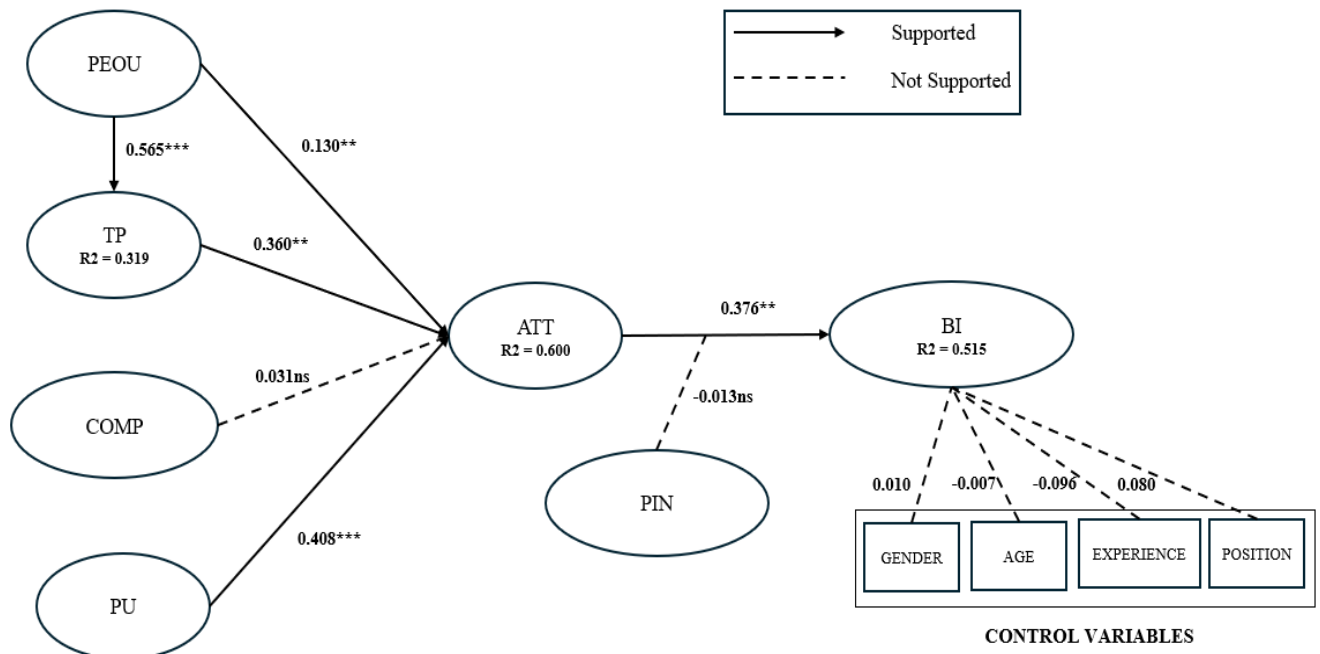 PEOU
Supported
Not Supported
0.130**
0.565***
TP
R2 = 0.319
0.360**
0.376**
ATT
R2 = 0.600
BI
R2 = 0.515
0.031ns
-0.013ns
COMP
PIN
0.010
-0.007
-0.096
0.080
0.408***
GENDER
AGE
EXPERIENCE
POSITION
PU
CONTROL VARIABLES